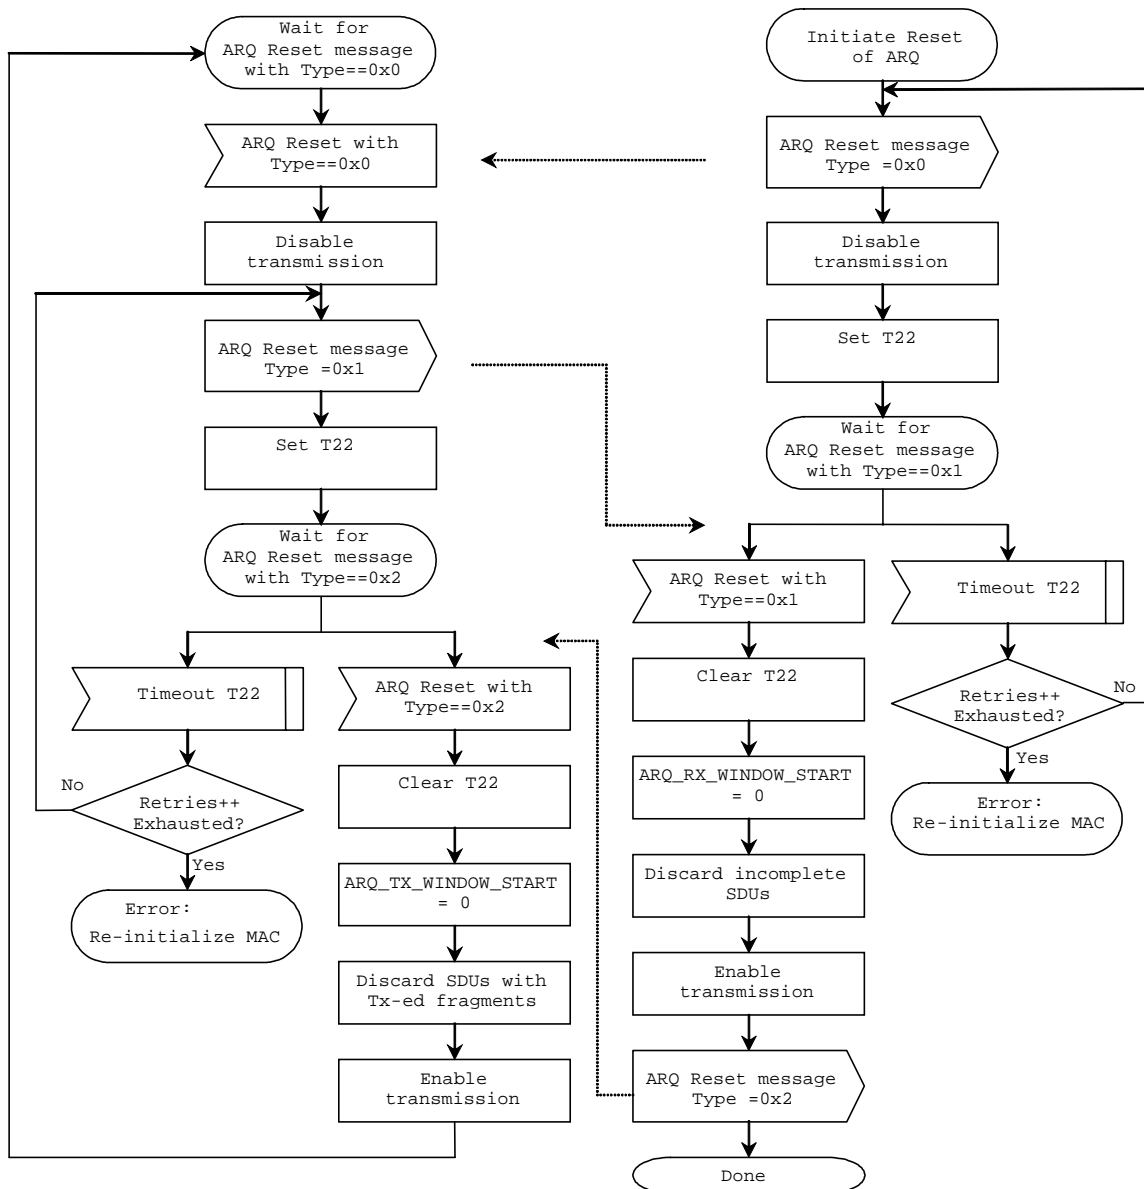 Wait for
ARQ Reset message
with Type==0x0
ARQ Reset with
Type==0x0
Disable
transmission
ARQ Reset message
Type =0x1
Set T22
Wait for
ARQ Reset message
with Type==0x2
Timeout T22
No
Retries++
Exhausted?
Yes
Error:
Re-initialize MAC
ARQ Reset with
Type==0x2
Clear T22
ARQ_TX_WINDOW_START
= 0
Discard SDUs with
Tx-ed fragments
Enable
transmission
Initiate Reset
of ARQ
ARQ Reset message
Type =0x0
Disable
transmission
Set T22
Wait for
ARQ Reset message
with Type==0x1
ARQ Reset with
Type==0x1
Clear T22
ARQ_RX_WINDOW_START
= 0
Discard incomplete
SDUs
Enable
transmission
ARQ Reset message
Type =0x2
Done
Timeout T22
Retries++
Exhausted?
No
Yes
Error:
Re-initialize MAC